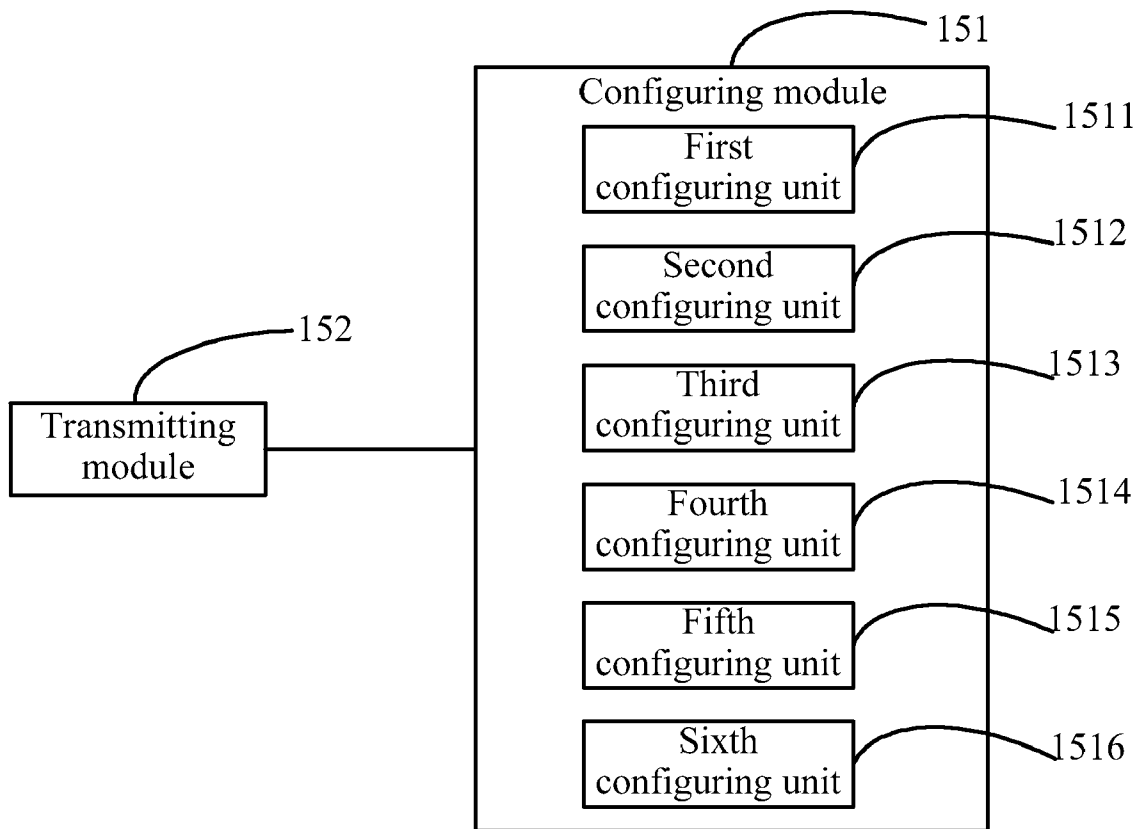 151
Configuring module
1511
First
configuring unit
1512
Second
configuring unit
152
1513
Third
configuring unit
Transmitting
module
1514
Fourth
configuring unit
1515
Fifth
configuring unit
1516
Sixth
configuring unit